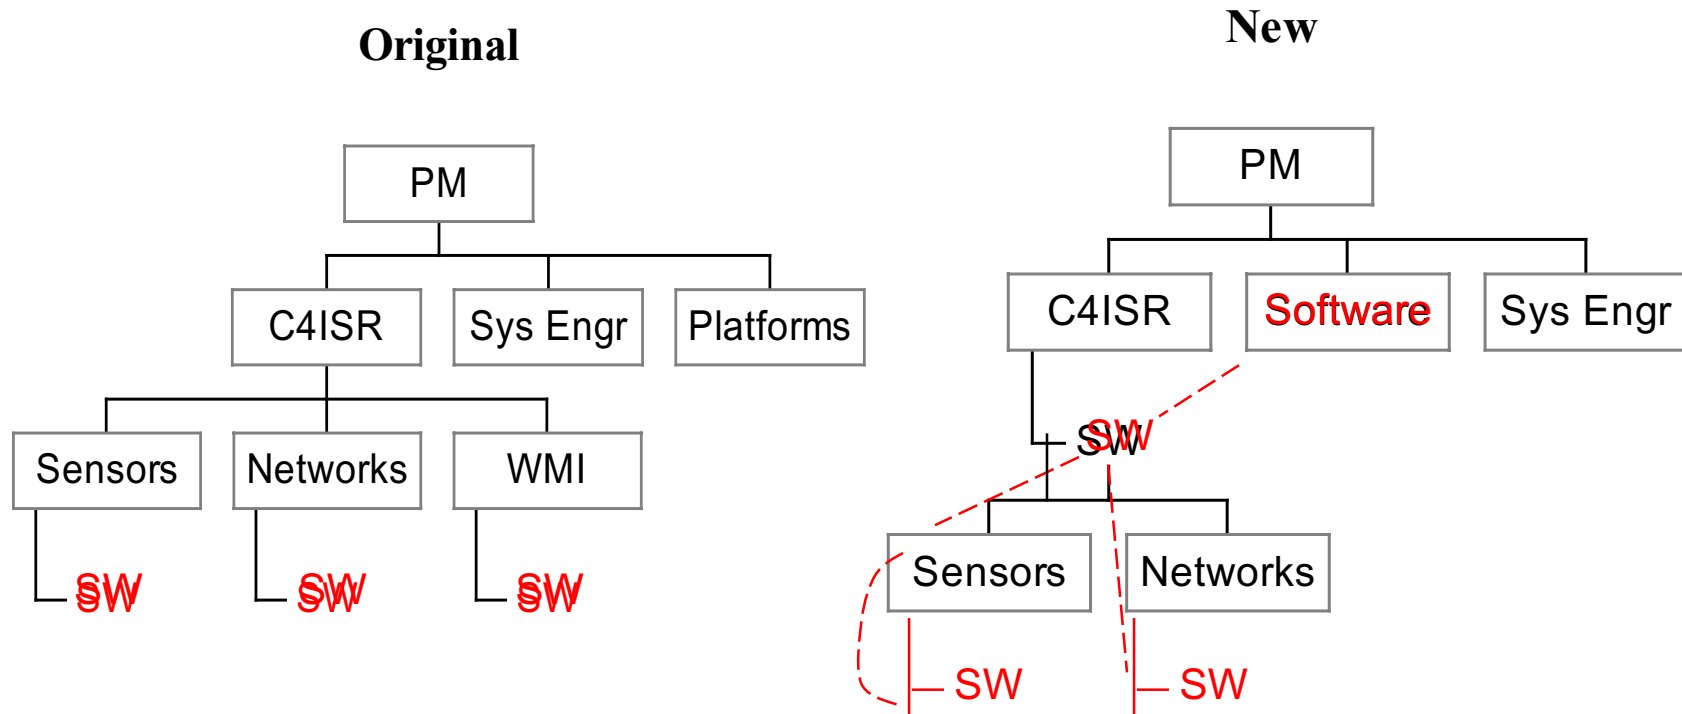 Original
New
PM
PM
C4ISR Sys Engr Platforms
C4ISR Software Sys Engr
SW
Sensors Networks WMI
Sensors Networks
SW SW SW
SW SW